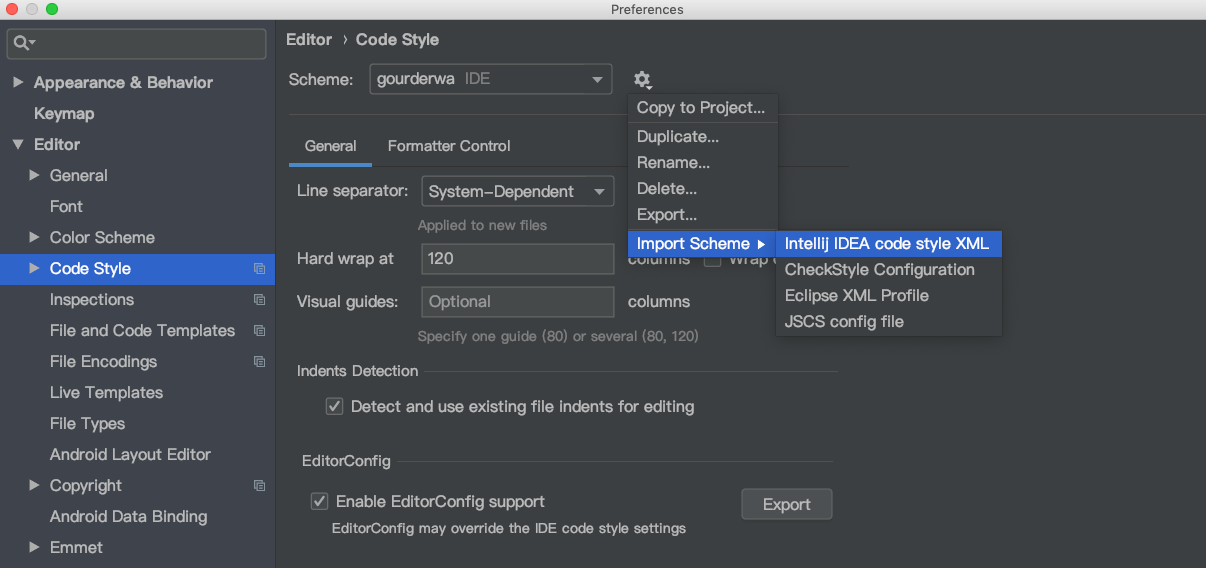 Preferences
Appearance & Behavior
Keymap
Editor
General
Font
Color Scheme
Code Style
Inspections
File and Code Templates
File Encodings
Live Templates
File Types
Android Layout Editor
Copyright
Android Data Binding
Emmet
Editor › Code Style
Scheme: gourderwa IDE
Copy to Project...
Duplicate...
Rename...
Delete...
Export...
Import Scheme
Intellij IDEA code style XML
CheckStyle Configuration
Eclipse XML Profile
JSCS config file
General Formatter Control
Line separator: System-Dependent
Applied to new files
Hard wrap at 120 columns Wrap
Visual guides: Optional columns
Specify one guide (80) or several (80, 120)
Indents Detection
Detect and use existing file indents for editing
EditorConfig
Enable EditorConfig support Export
EditorConfig may override the IDE code style settings